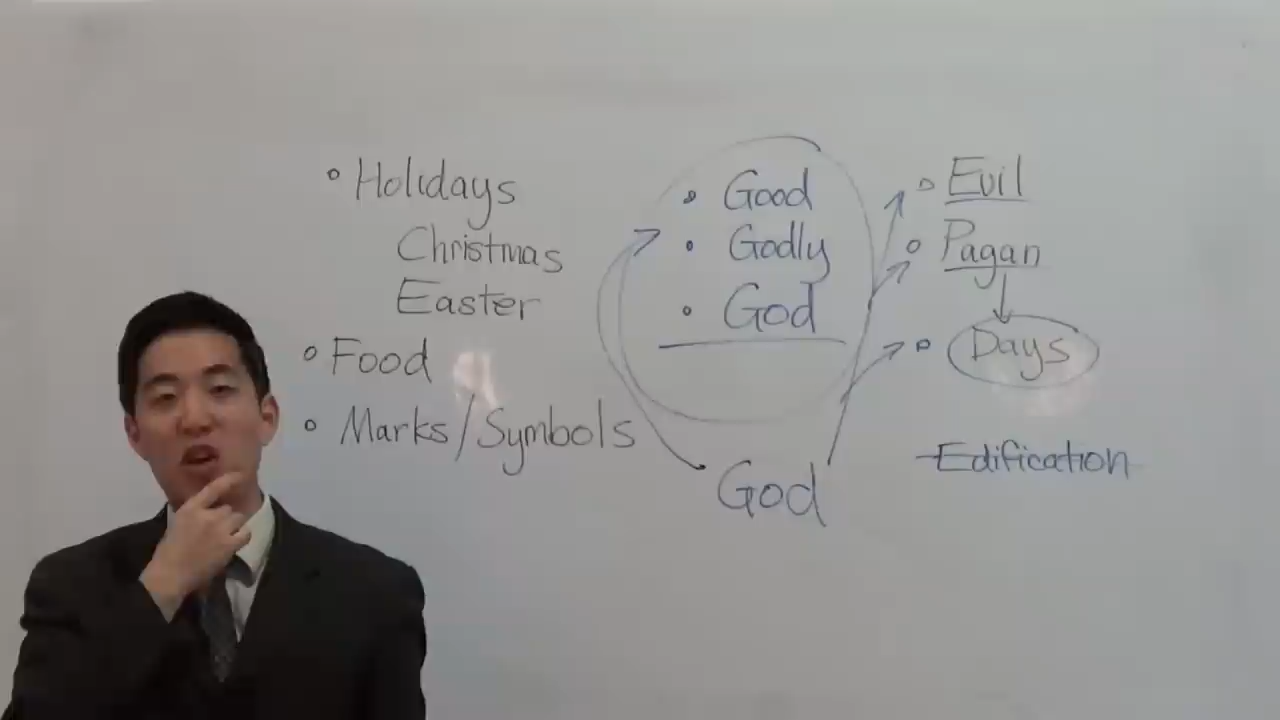 Holidays
Christmas
Easter
Food
Marks/Symbols
Good
Godly
God
God
Evil
Pagan
Days
Edification